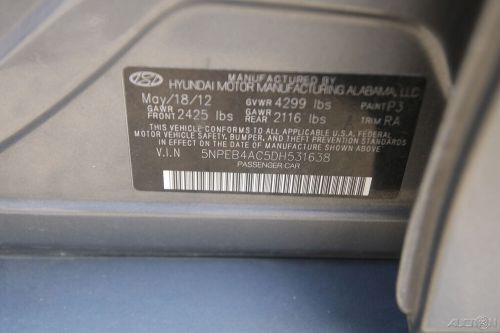 MANUFACTURED BY
HYUNDAI MOTOR MANUFACTURING ALABAMA, LLC
May/18/12 GVWR 4299 lbs PAINT P3
GAWR FRONT 2425 lbs GAWR REAR 2116 lbs TRIM RA
THIS VEHICLE CONFORMS TO ALL APPLICABLE U.S.A. FEDERAL
MOTOR VEHICLE SAFETY, BUMPER, AND THEFT PREVENTION STANDARDS
IN EFFECT ON THE DATE OF MANUFACTURE SHOWN ABOVE.
V.I.N 5NPEB4AC5DH531638
PASSENGER CAR